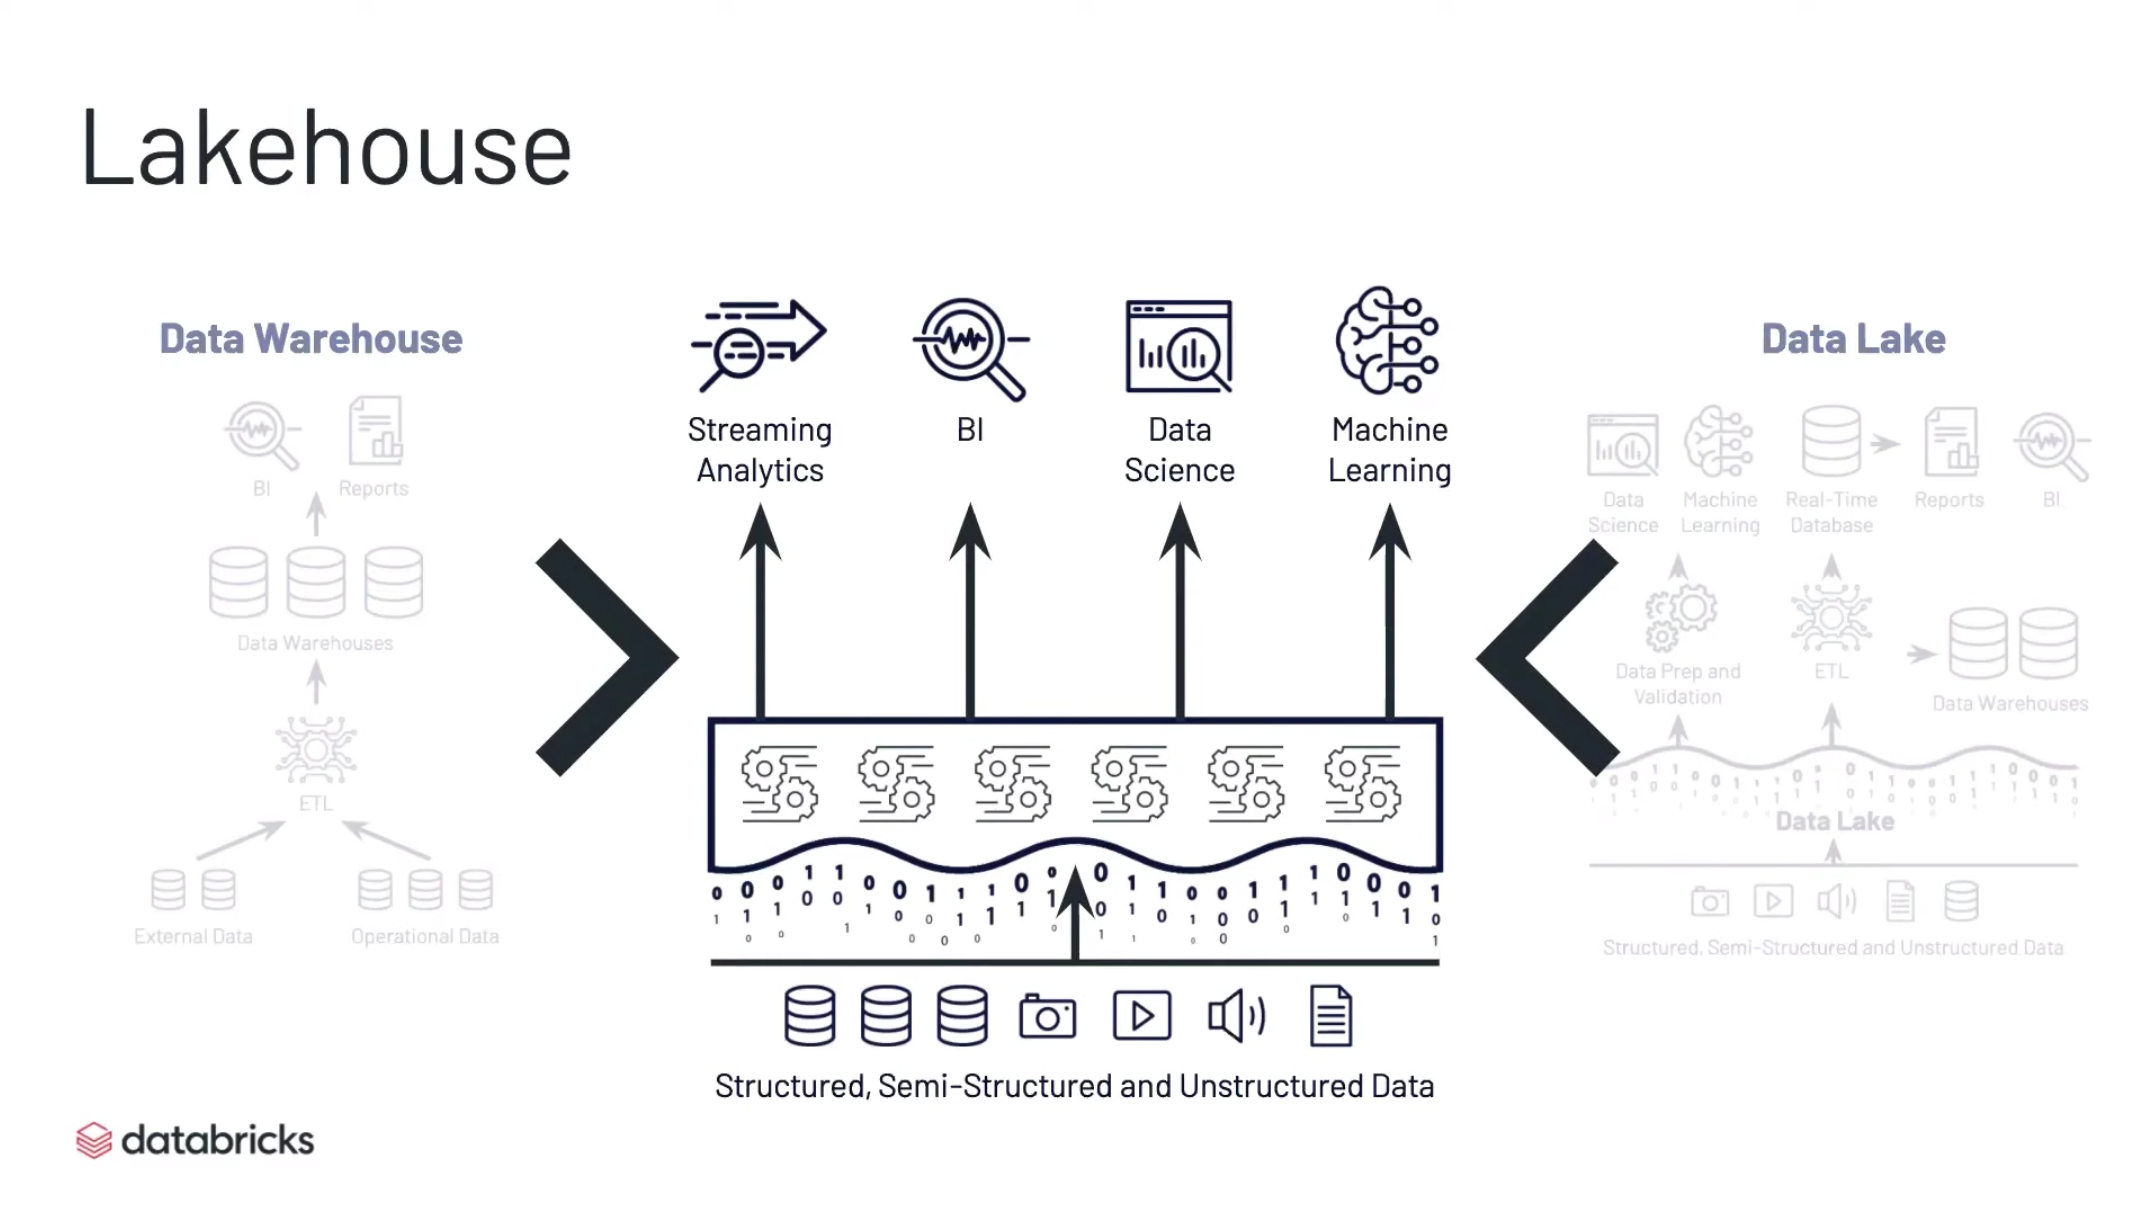 Lakehouse
Data Warehouse
BI
Reports
Data Warehouses
ETL
External Data
Operational Data
Streaming
Analytics
BI
Data
Science
Machine
Learning
Structured, Semi-Structured and Unstructured Data
Data Lake
Data
Science
Machine
Learning
Real-Time
Database
Reports
BI
Data Prep and
Validation
ETL
Data Warehouses
Data Lake
Structured, Semi-Structured and Unstructured Data
databricks